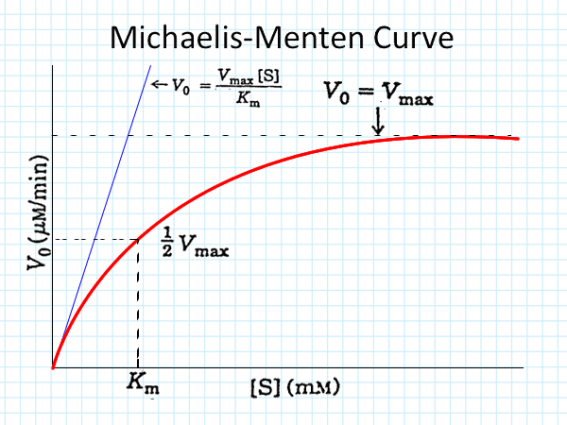 Michaelis-Menten Curve
← V₀ = Vmax [S] / Km
V₀ = Vmax
V₀ (μM/min)
½ Vmax
Km
[S] (mM)